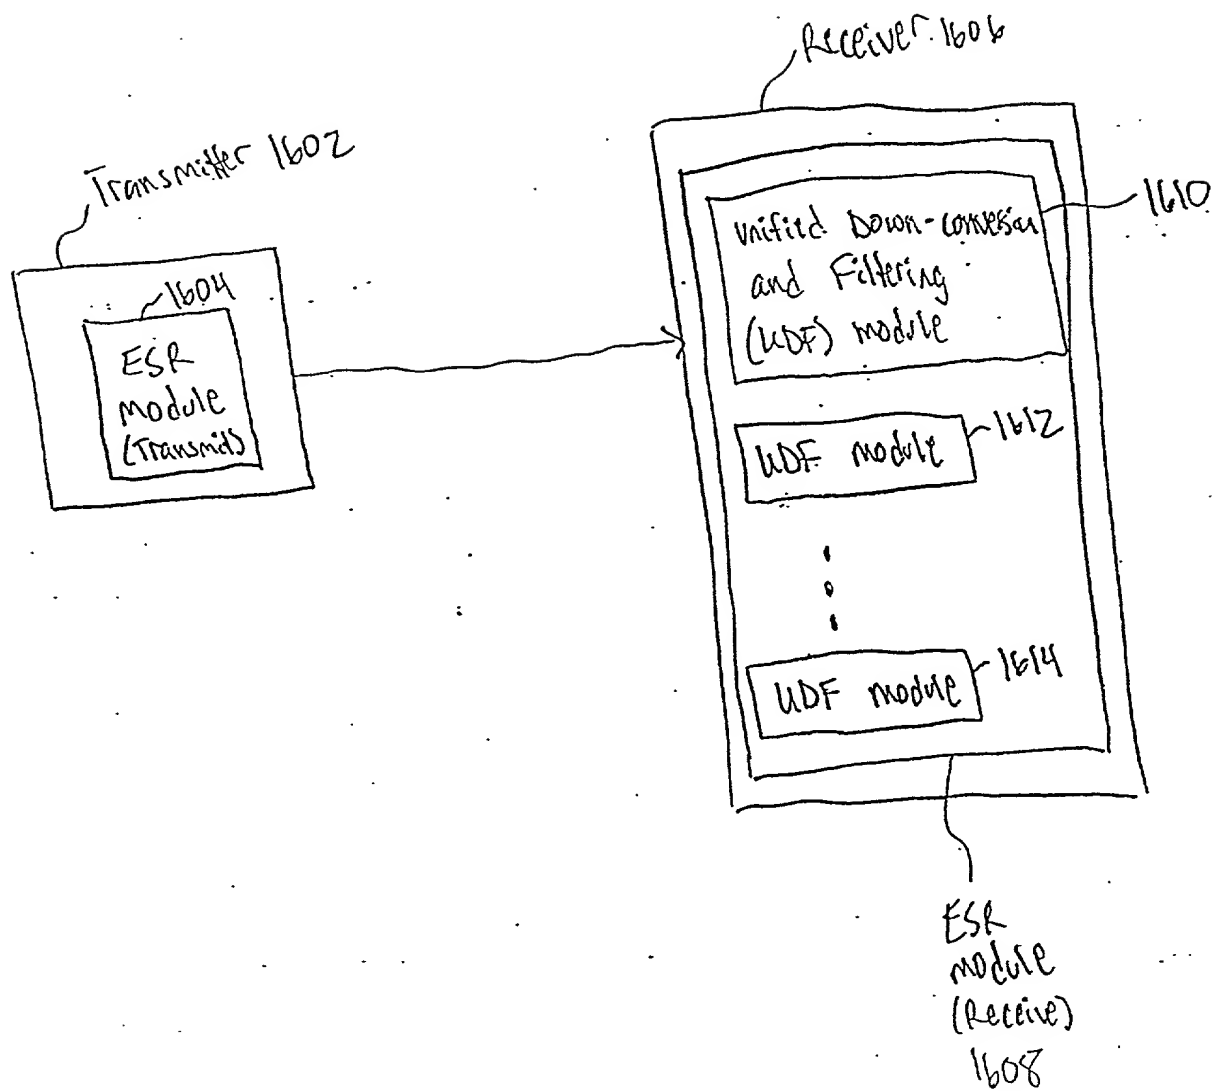 Transmitter 1602
1604
ESR
module
(Transmit)
Receiver 1606
1610
Unified Down-conversion
and Filtering
(UDF) module
UDF module
1612
UDF module
1614
ESR
module
(Receive)
1608